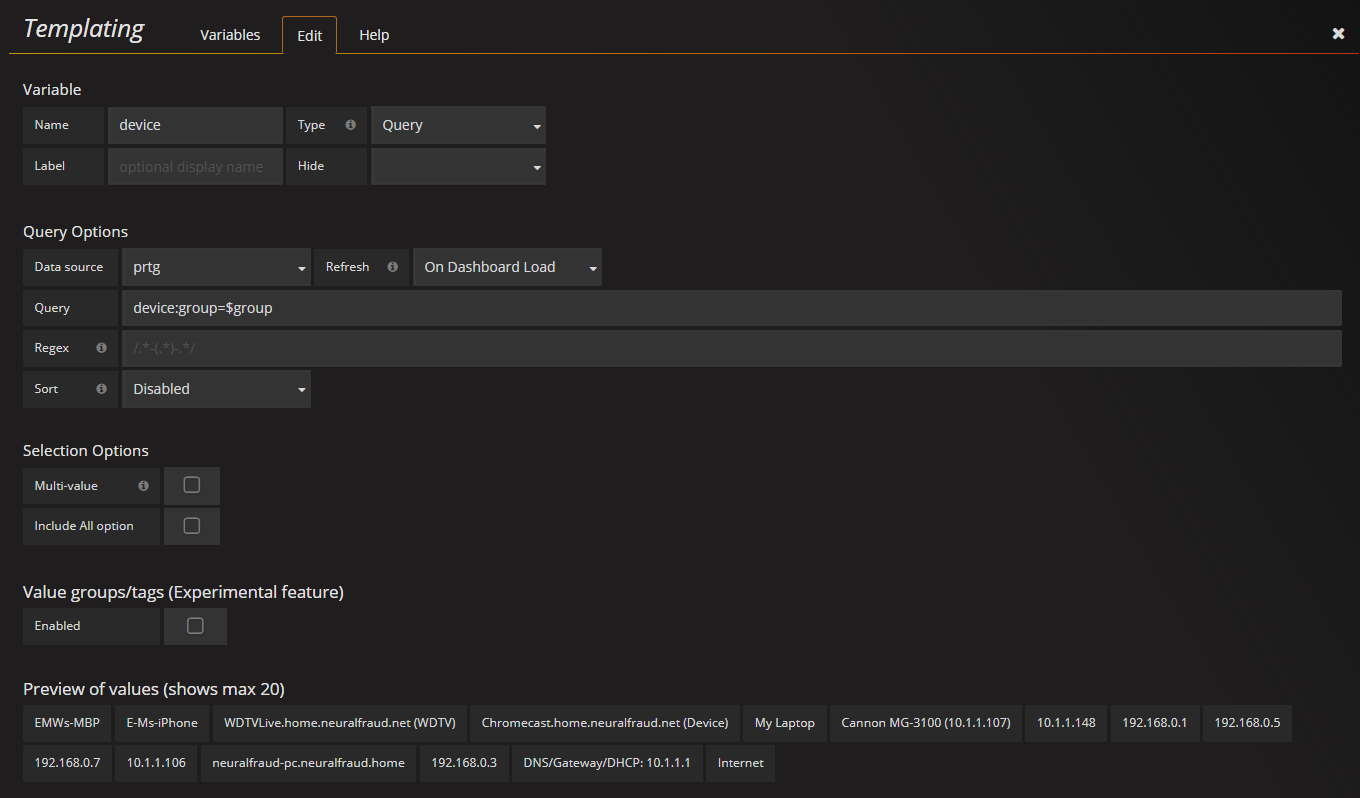 Templating Variables Edit Help
Variable
Name device Type Query
Label optional display name Hide
Query Options
Data source prtg Refresh On Dashboard Load
Query device:group=$group
Regex /.*-(.*)-.*/
Sort Disabled
Selection Options
Multi-value
Include All option
Value groups/tags (Experimental feature)
Enabled
Preview of values (shows max 20)
EMWs-MBP E-Ms-iPhone WDTVLive.home.neuralfraud.net (WDTV) Chromecast.home.neuralfraud.net (Device) My Laptop Cannon MG-3100 (10.1.1.107) 10.1.1.148 192.168.0.1 192.168.0.5
192.168.0.7 10.1.1.106 neuralfraud-pc.neuralfraud.home 192.168.0.3 DNS/Gateway/DHCP: 10.1.1.1 Internet